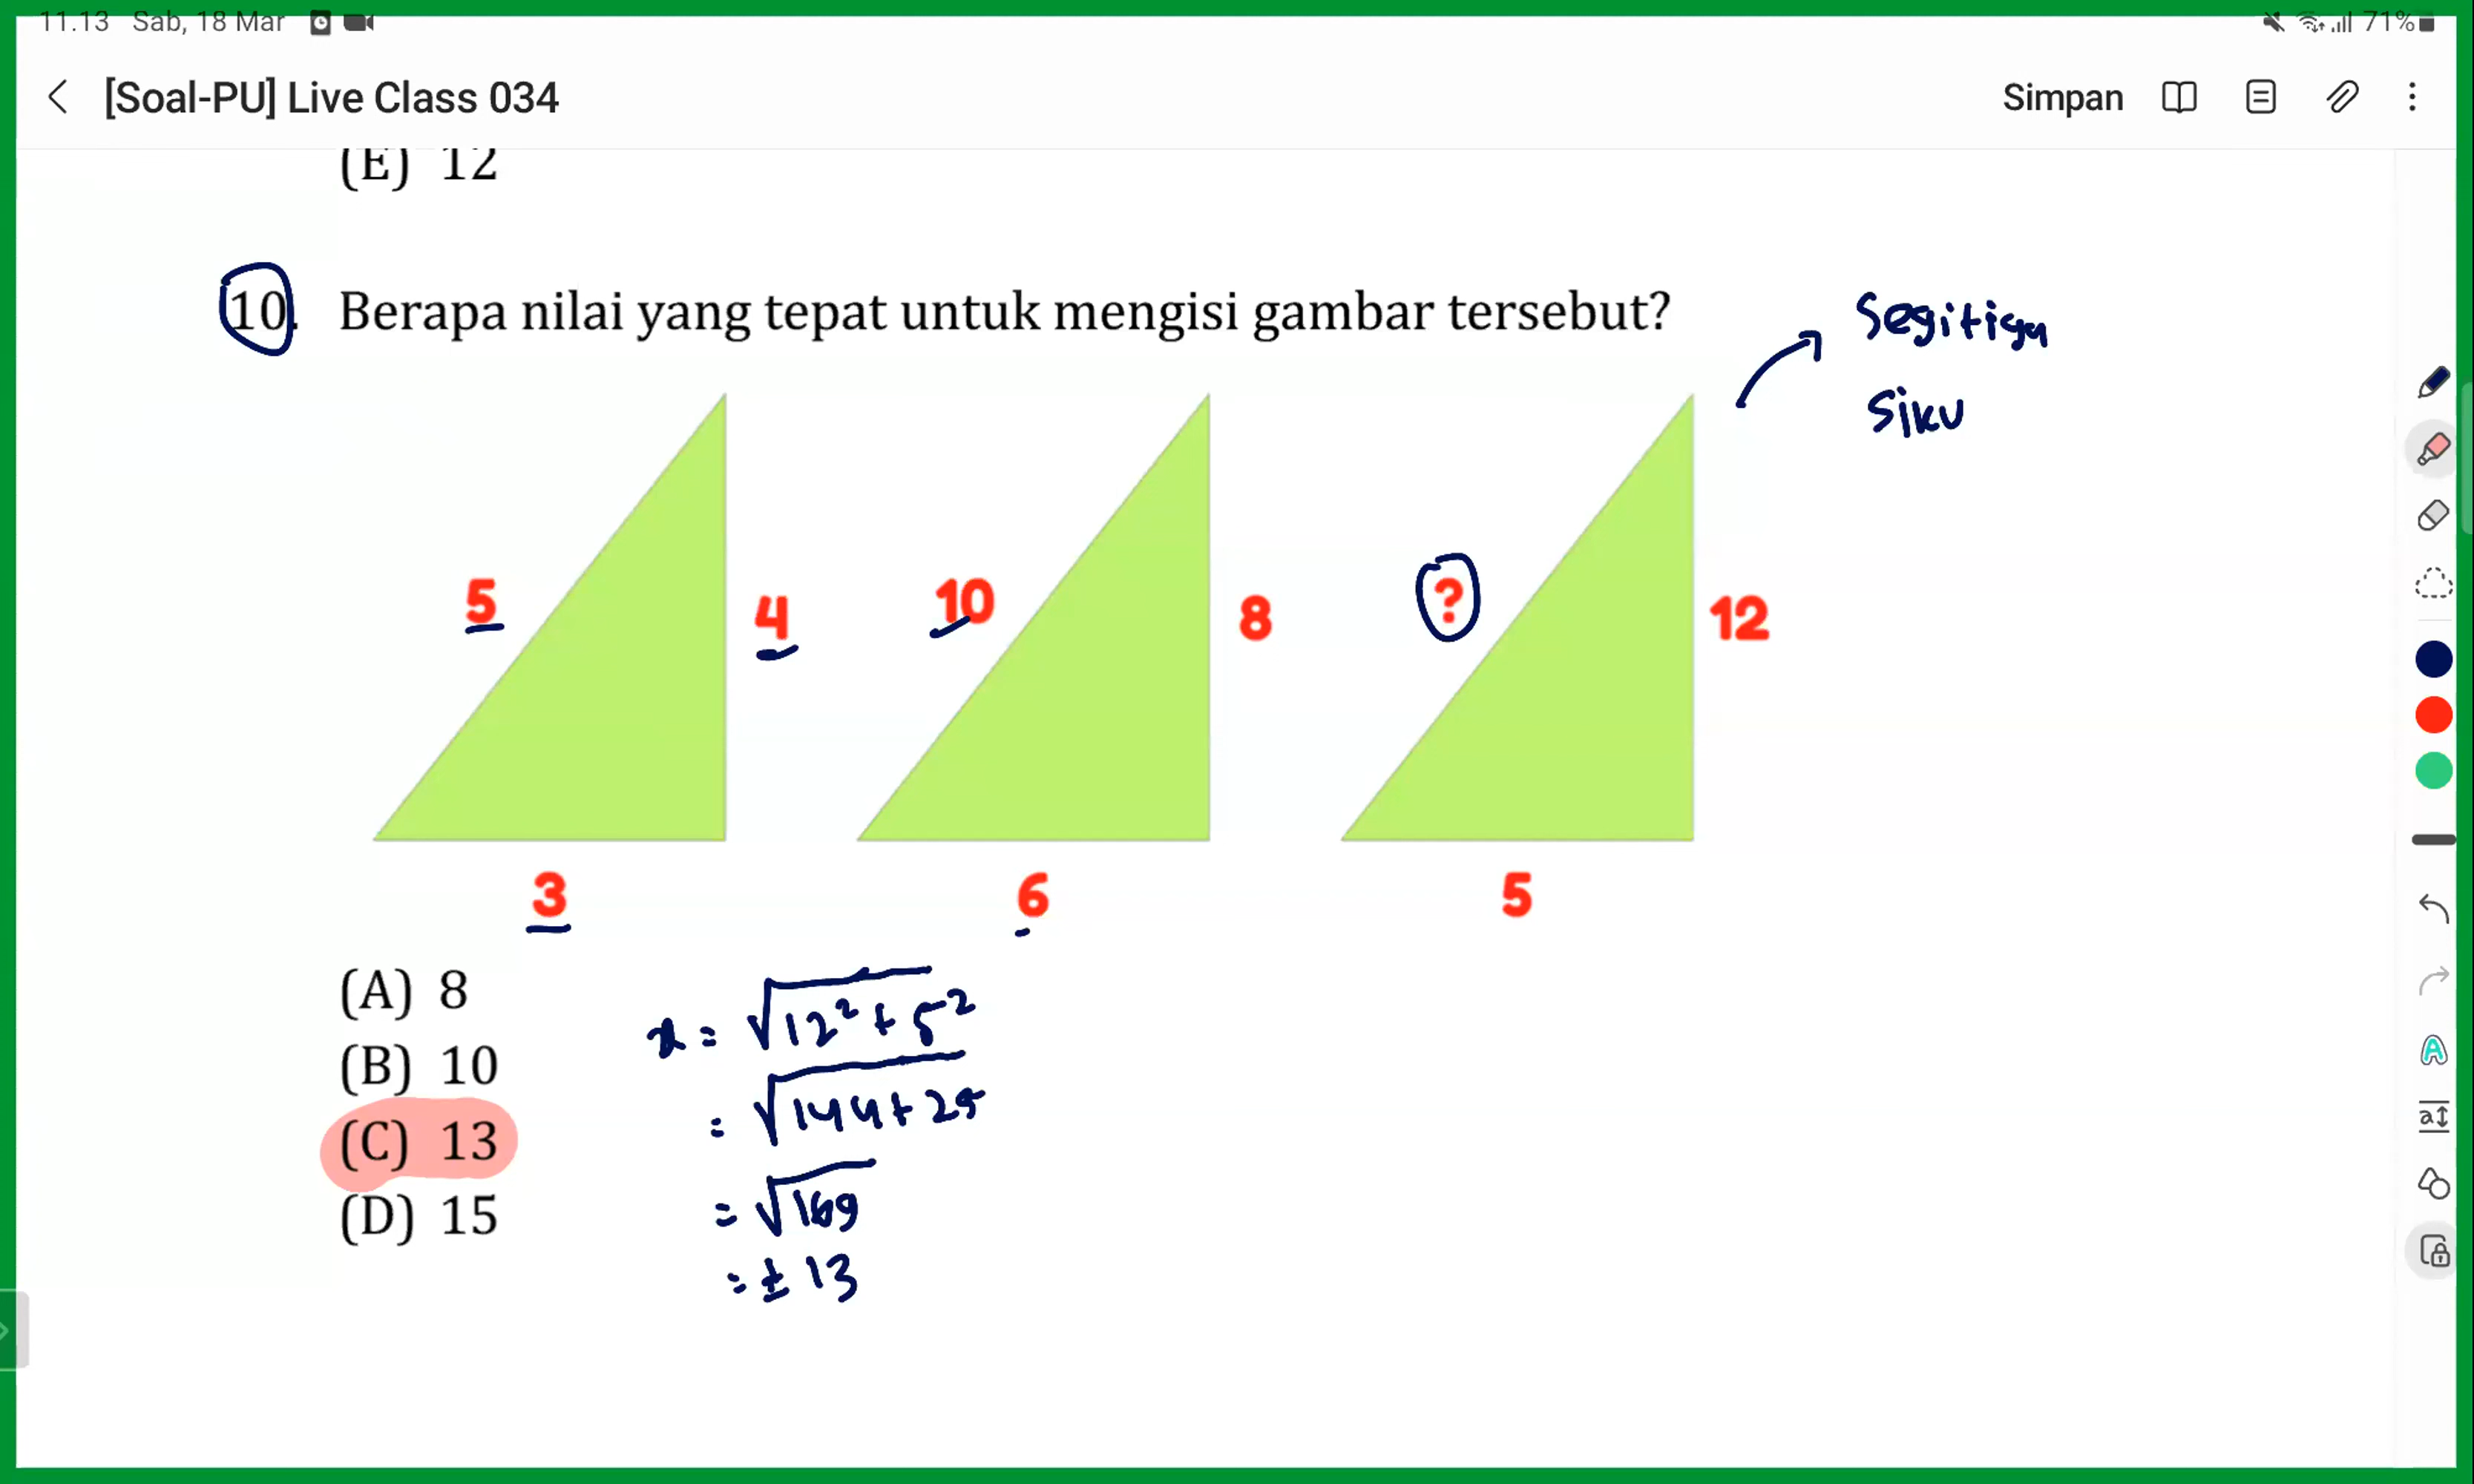 11.13 Sab, 18 Mar
71%
[Soal-PU] Live Class 034
Simpan
(E) 12
10. Berapa nilai yang tepat untuk mengisi gambar tersebut?
Segitiga
Siku
5
4
10
8
?
12
3
6
5
(A) 8
(B) 10
(C) 13
(D) 15
x = √12² + 5²
= √144 + 25
= √169
= ± 13
A
a